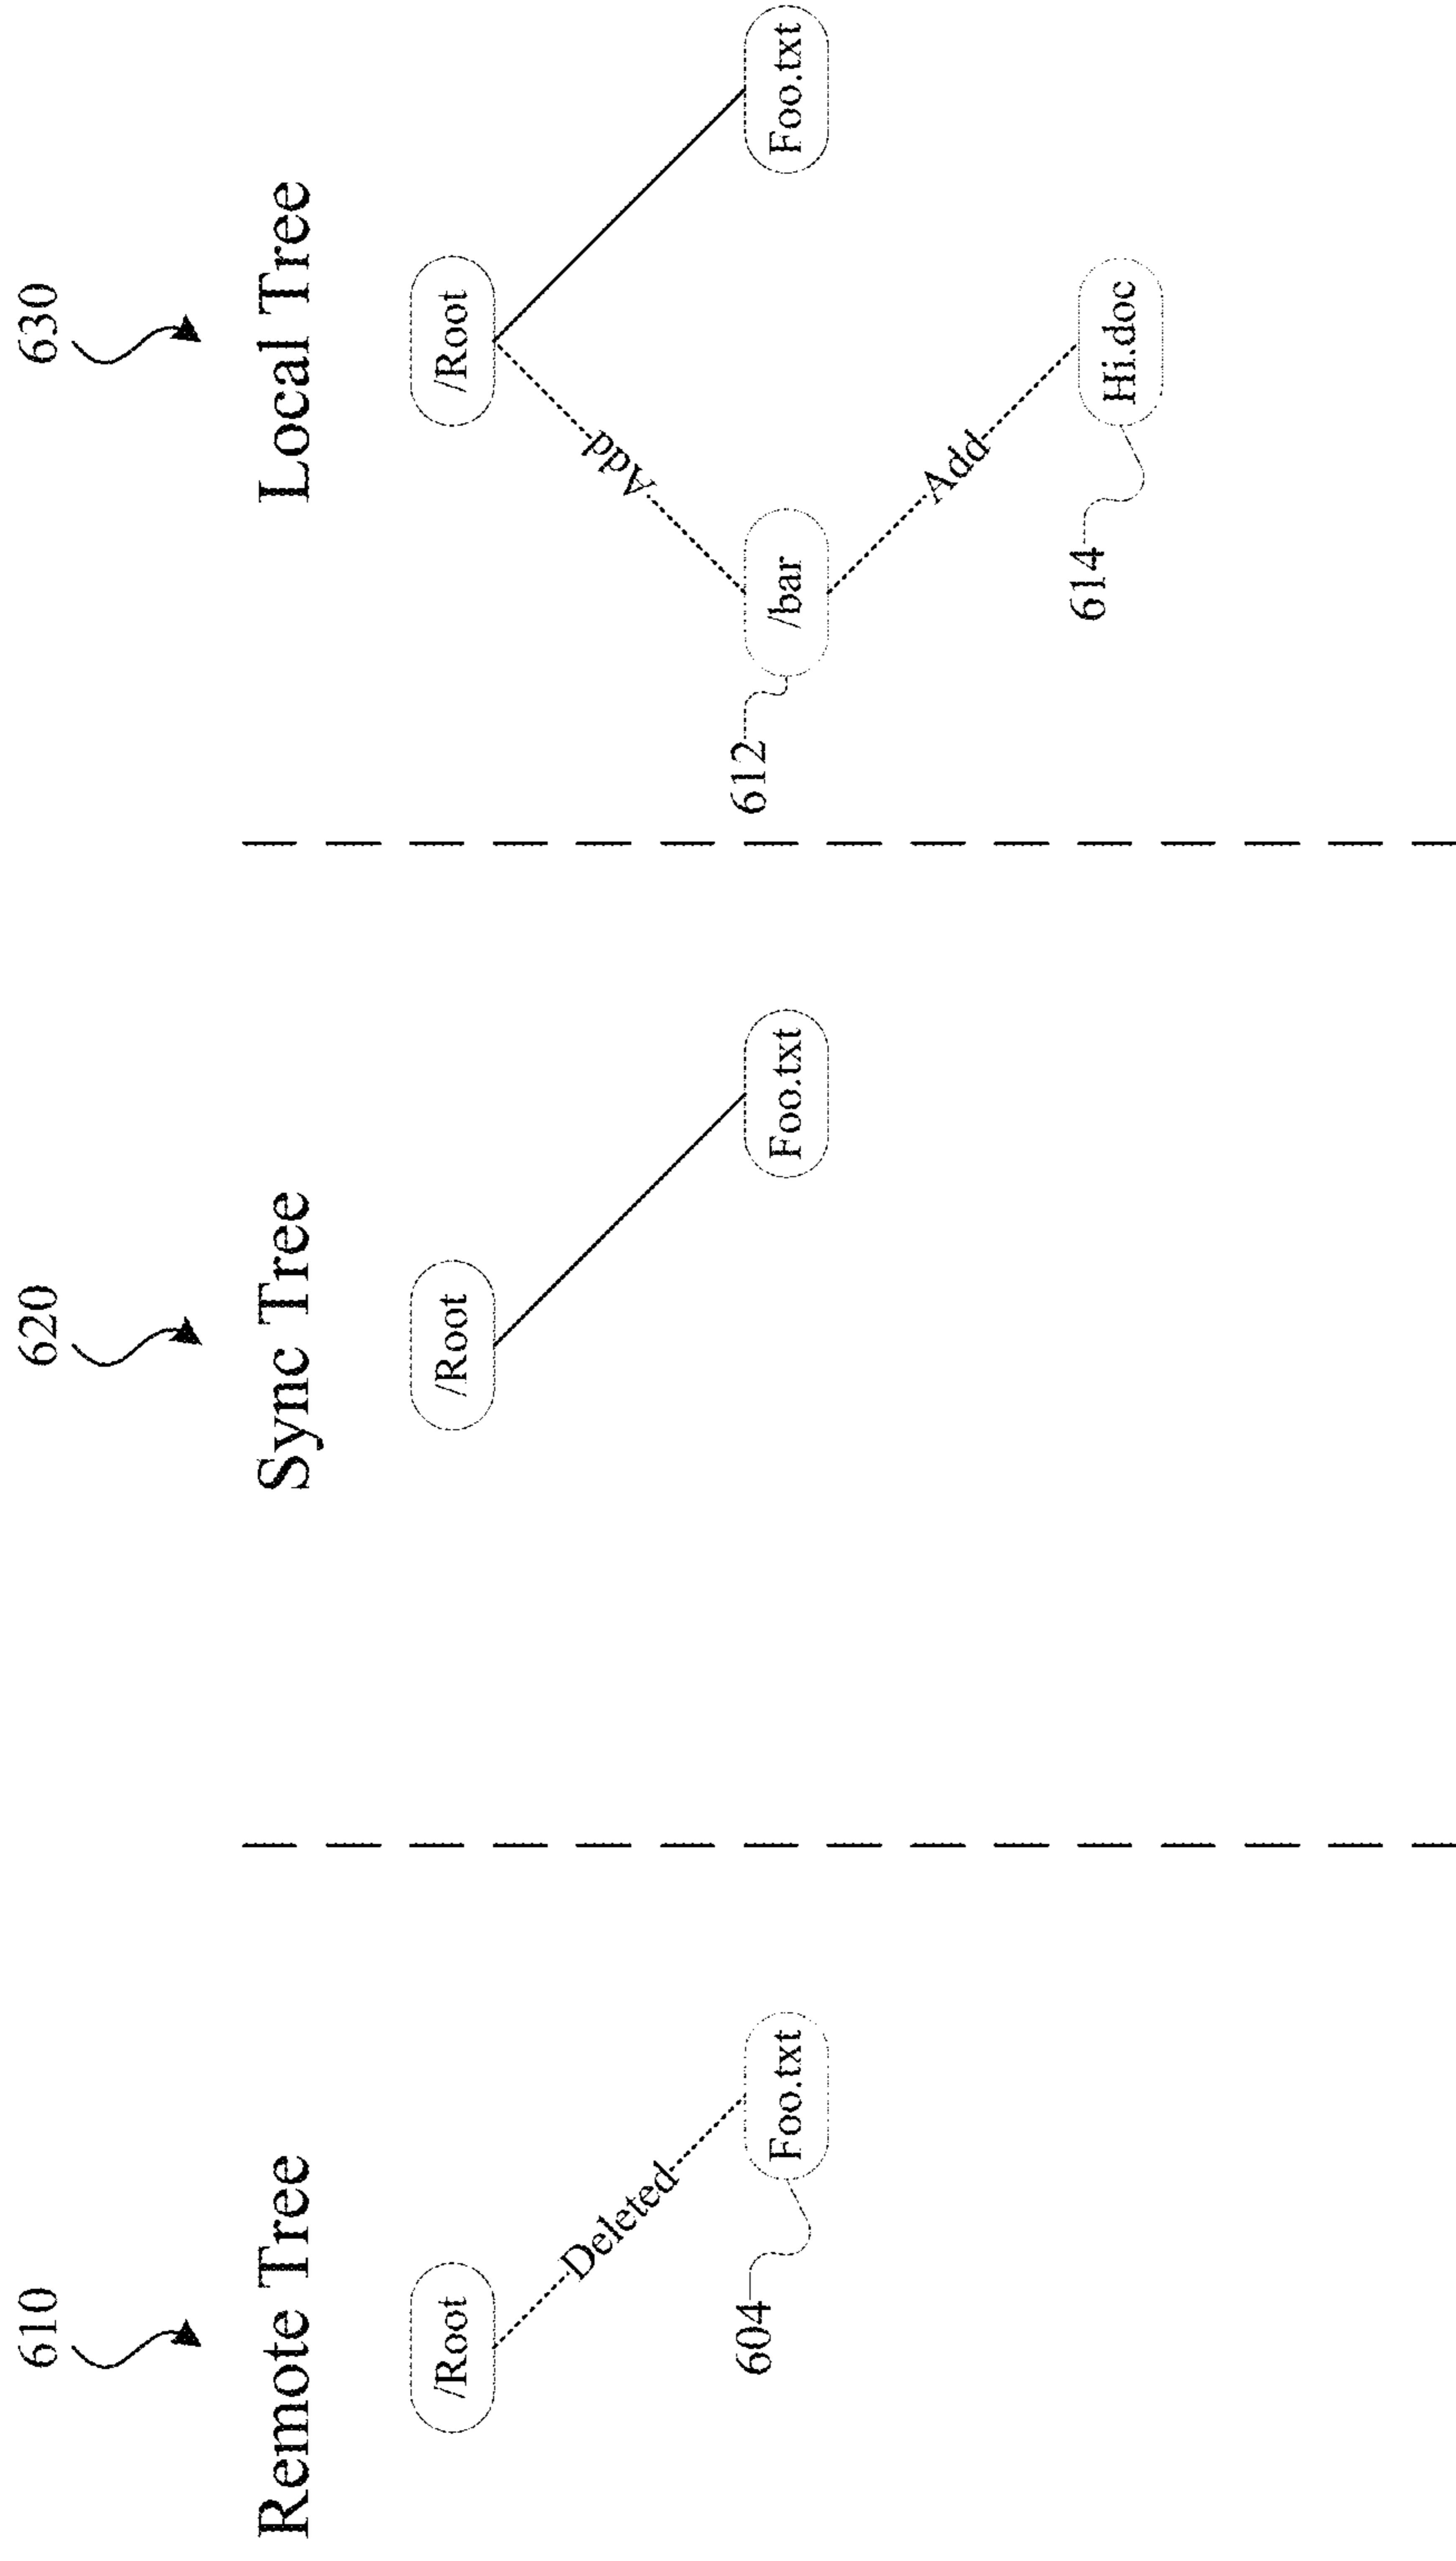 610
Remote Tree
/Root
Deleted
604
Foo.txt
620
Sync Tree
/Root
Foo.txt
630
Local Tree
/Root
Add
612
/bar
Foo.txt
Add
614
Hi.doc